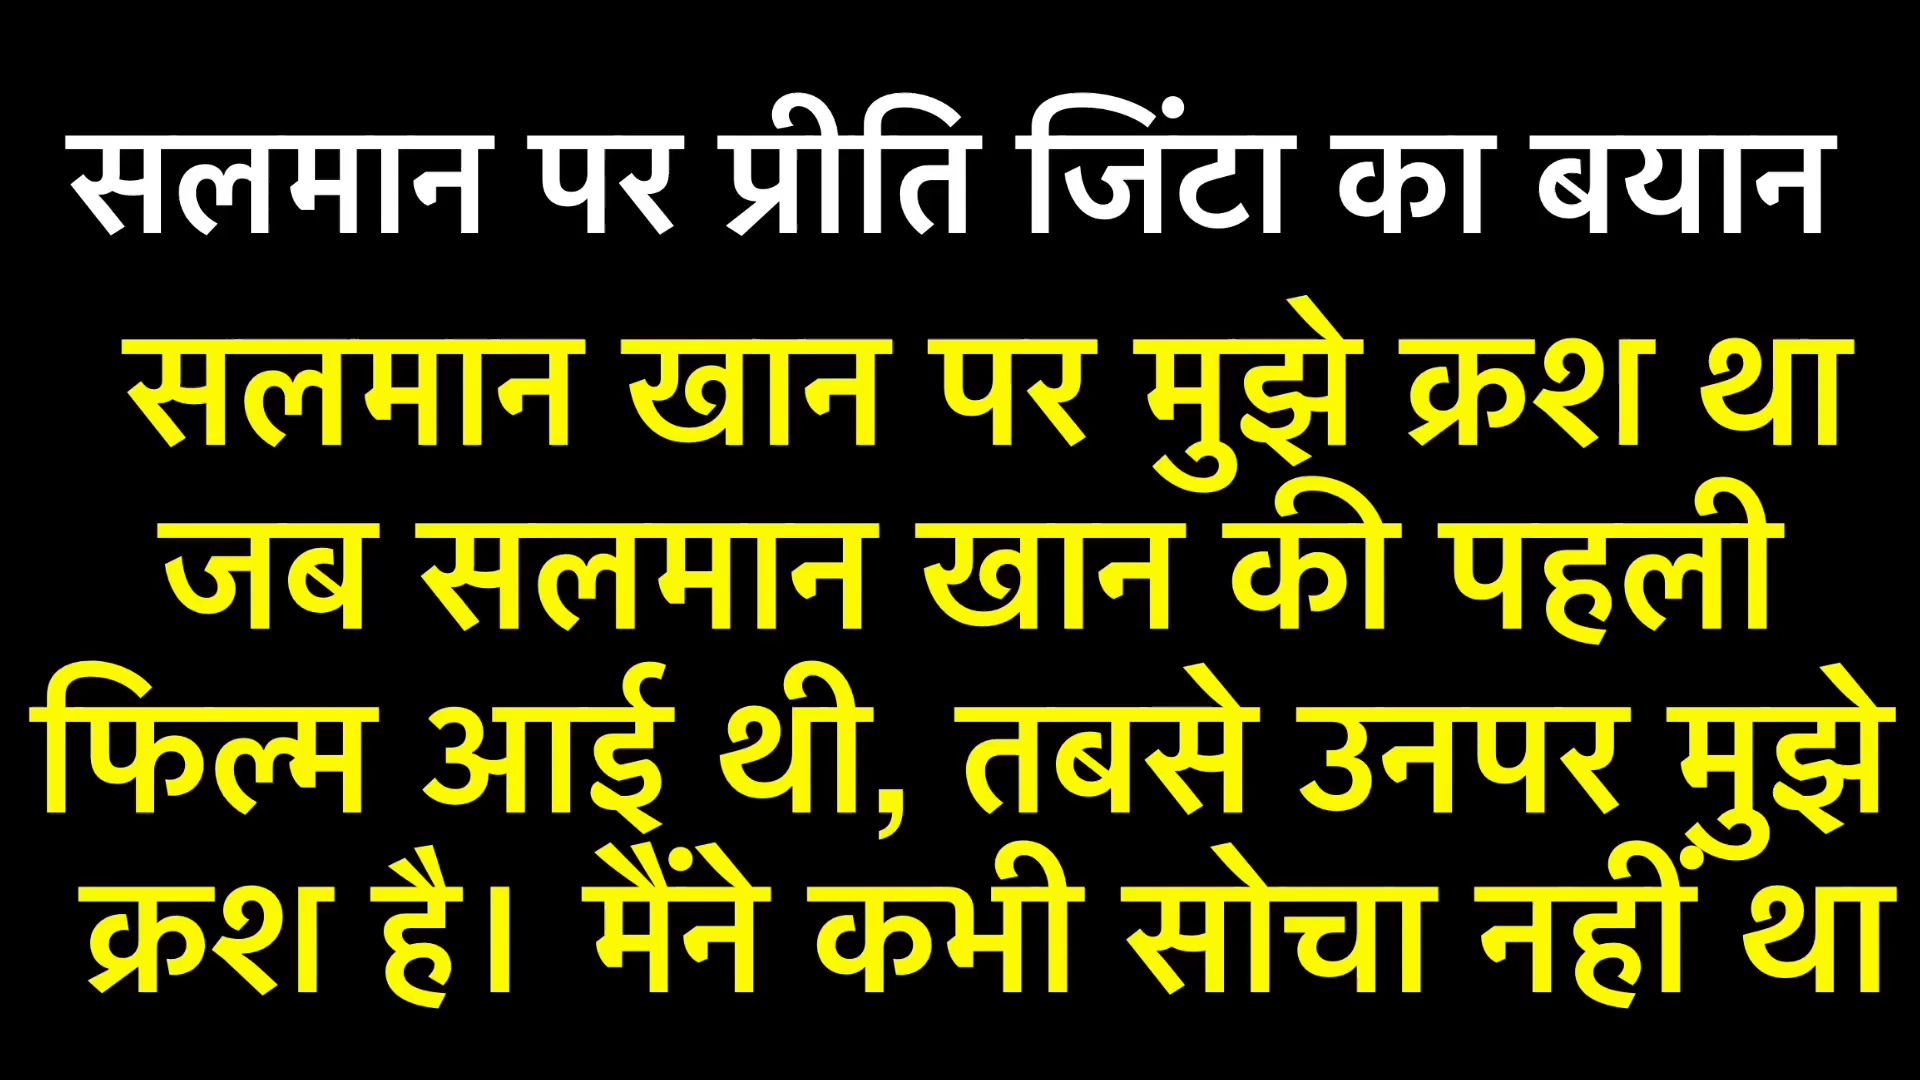 सलमान पर प्रीति जिंटा का बयान
सलमान खान पर मुझे क्रश था
जब सलमान खान की पहली
फिल्म आई थी, तबसे उनपर मुझे
क्रश है। मैंने कभी सोचा नहीं था